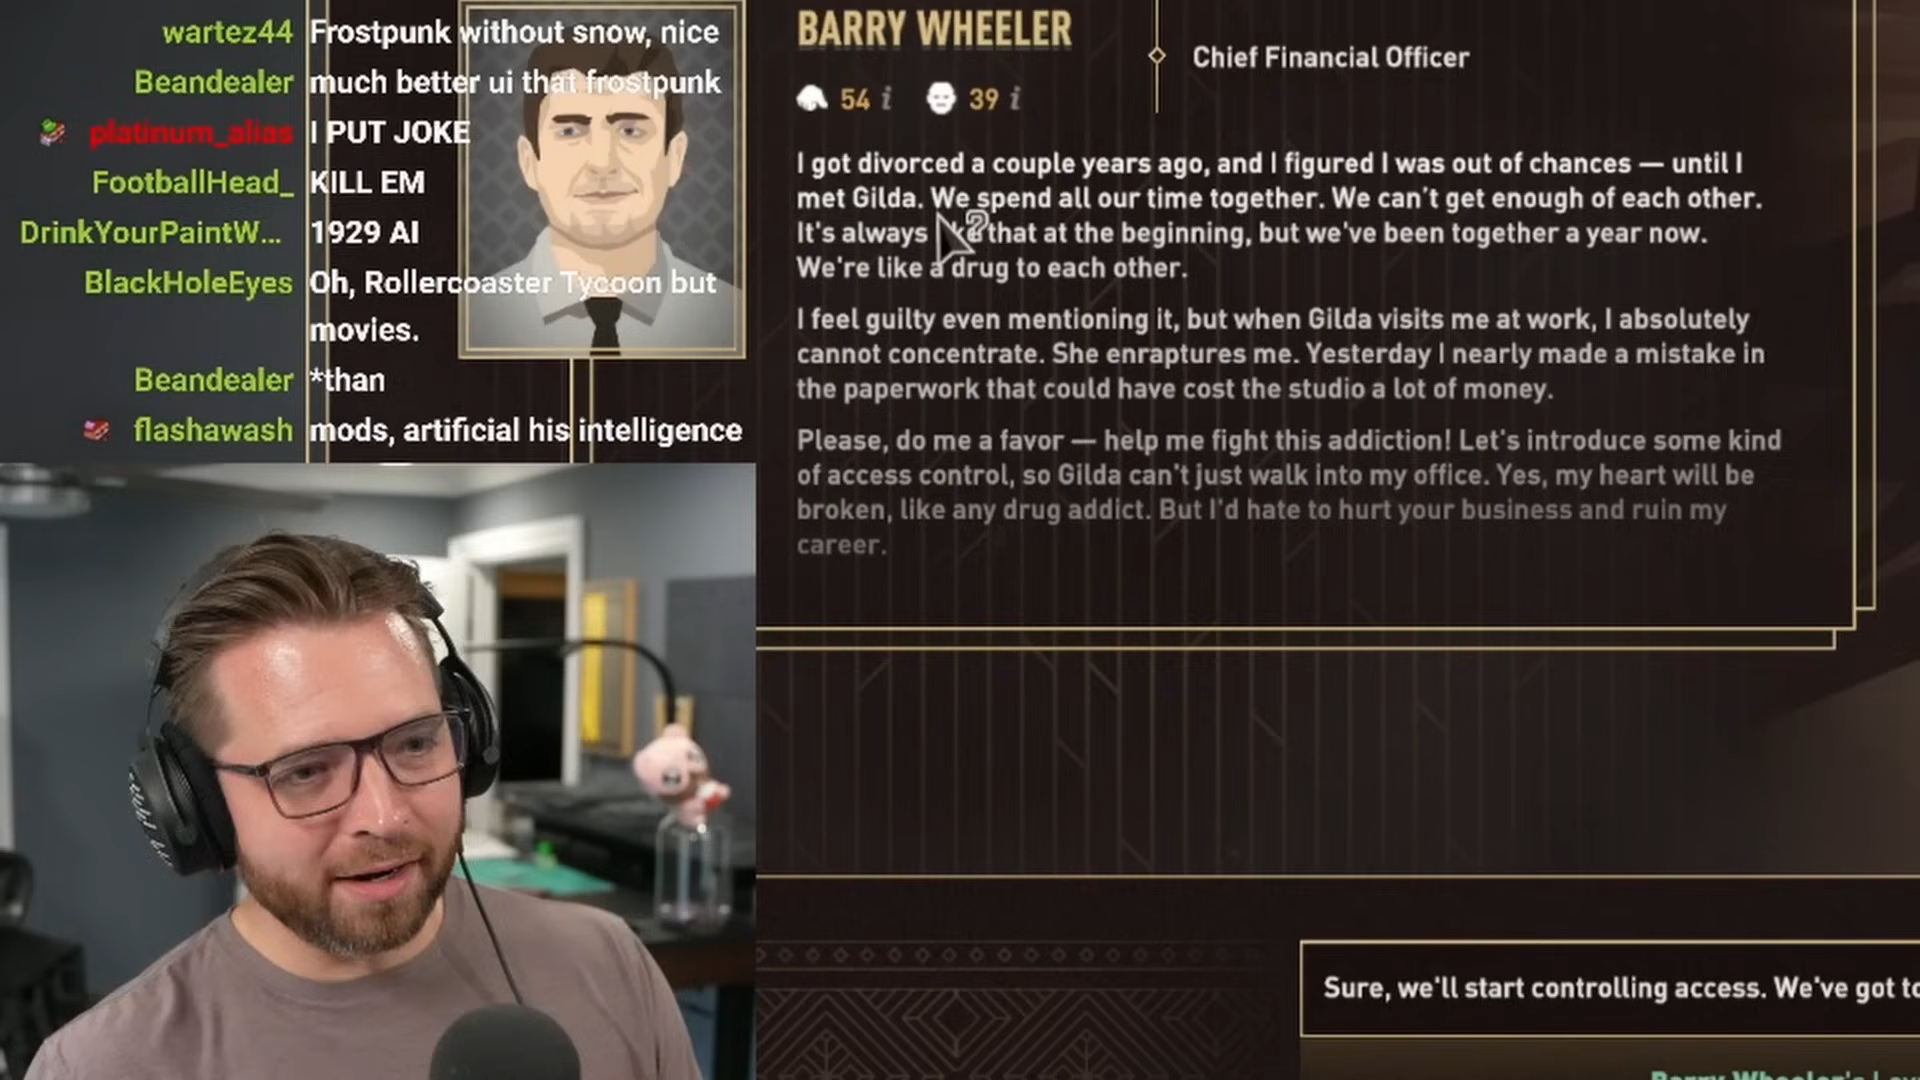 wartez44 Frostpunk without snow, nice
Beandealer much better ui that frostpunk
platinum_alias I PUT JOKE
FootballHead_ KILL EM
DrinkYourPaintW... 1929 AI
BlackHoleEyes Oh, Rollercoaster Tycoon but
movies.
Beandealer *than
flashawash mods, artificial his intelligence
BARRY WHEELER
Chief Financial Officer
54 i 39 i
I got divorced a couple years ago, and I figured I was out of chances — until I
met Gilda. We spend all our time together. We can't get enough of each other.
It's always that at the beginning, but we've been together a year now.
We're like a drug to each other.
I feel guilty even mentioning it, but when Gilda visits me at work, I absolutely
cannot concentrate. She enraptures me. Yesterday I nearly made a mistake in
the paperwork that could have cost the studio a lot of money.
Please, do me a favor — help me fight this addiction! Let's introduce some kind
of access control, so Gilda can't just walk into my office. Yes, my heart will be
broken, like any drug addict. But I'd hate to hurt your business and ruin my
career.
Sure, we'll start controlling access. We've got to
Barry Wheeler's